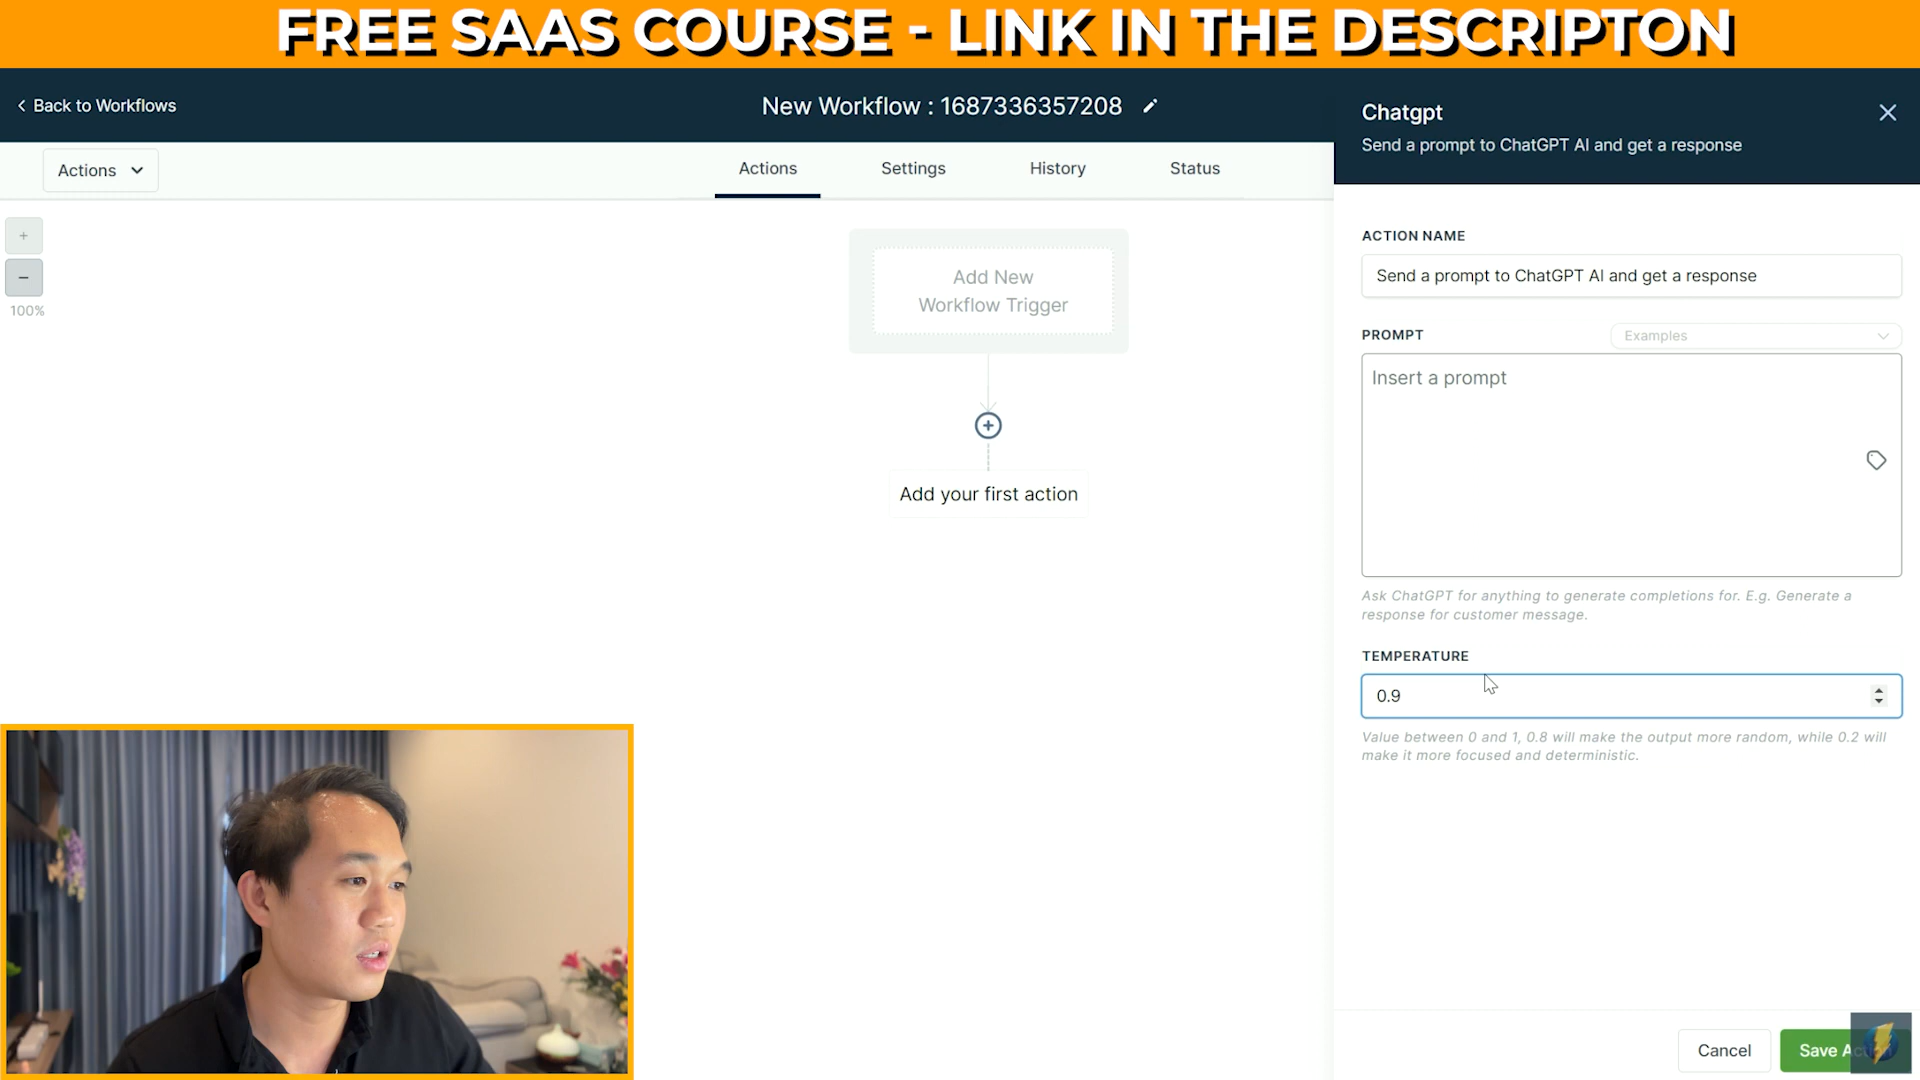 FREE SAAS COURSE - LINK IN THE DESCRIPTON
Back to Workflows
New Workflow : 1687336357208
Chatgpt
Send a prompt to ChatGPT AI and get a response
Actions
Actions
Settings
History
Status
+
−
100%
Add New
Workflow Trigger
Add your first action
ACTION NAME
Send a prompt to ChatGPT AI and get a response
PROMPT
Examples
Insert a prompt
Ask ChatGPT for anything to generate completions for. E.g. Generate a
response for customer message.
TEMPERATURE
0.9
Value between 0 and 1, 0.8 will make the output more random, while 0.2 will
make it more focused and deterministic.
Cancel
Save